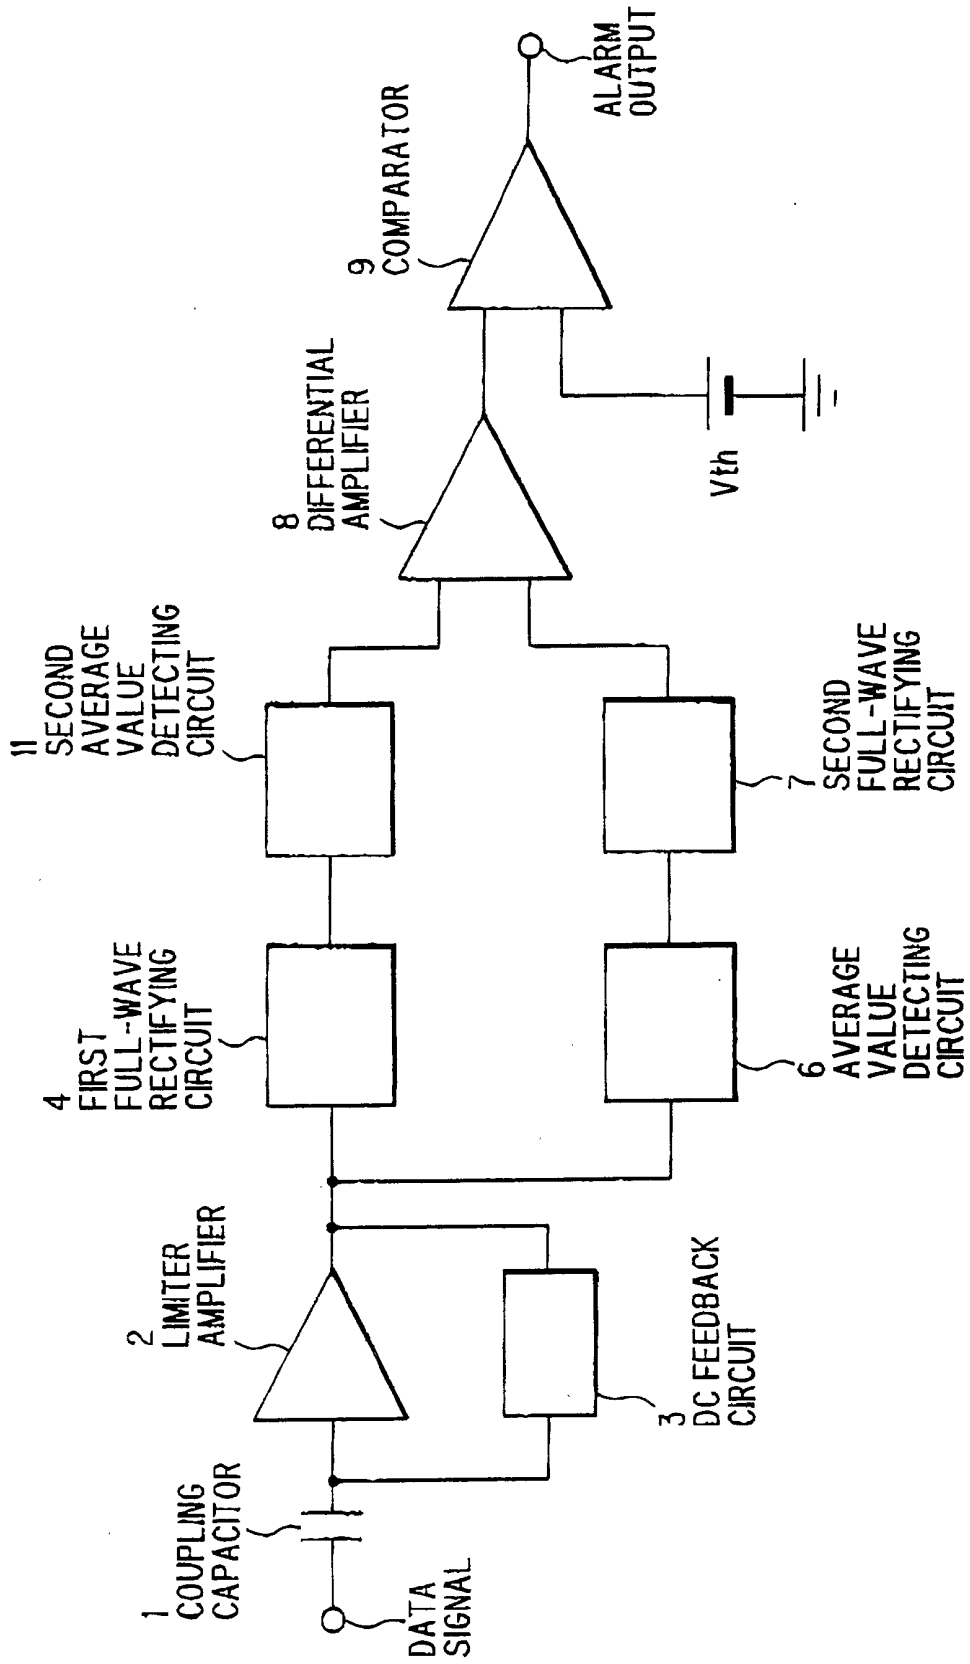 1
COUPLING
CAPACITOR
DATA
SIGNAL
2
LIMITER
AMPLIFIER
3
DC FEEDBACK
CIRCUIT
4
FIRST
FULL-WAVE
RECTIFYING
CIRCUIT
6
AVERAGE
VALUE
DETECTING
CIRCUIT
11
SECOND
AVERAGE
VALUE
DETECTING
CIRCUIT
7
SECOND
FULL-WAVE
RECTIFYING
CIRCUIT
8
DIFFERENTIAL
AMPLIFIER
Vth
9
COMPARATOR
ALARM
OUTPUT